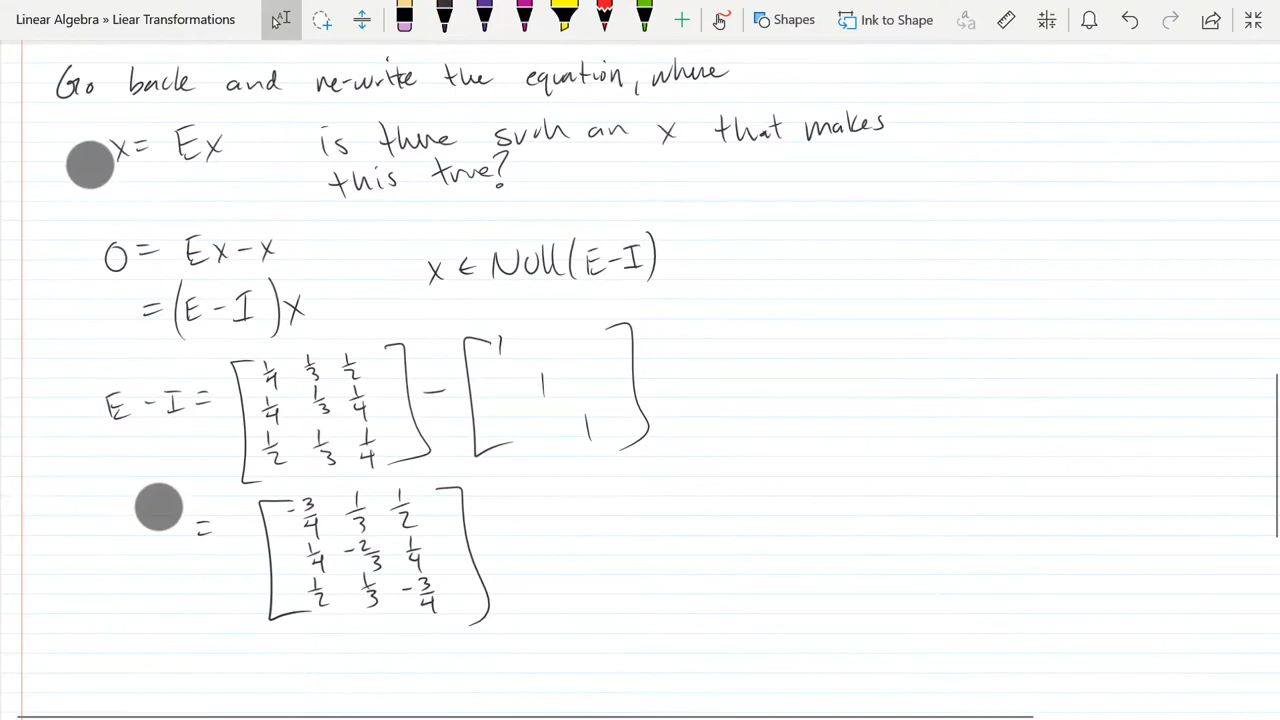 Linear Algebra » Liear Transformations
Shapes
Ink to Shape
Go back and re-write the equation, where
x = Ex is there such an x that makes
this true?
0 = Ex - x
= (E - I)x
x ∈ Null(E - I)
E - I = [1/4 1/3 1/2; 1/4 1/3 1/4; 1/2 1/3 1/4] - [1; 1; 1]
= [-3/4 1/3 1/2; 1/4 -2/3 1/4; 1/2 1/3 -3/4]